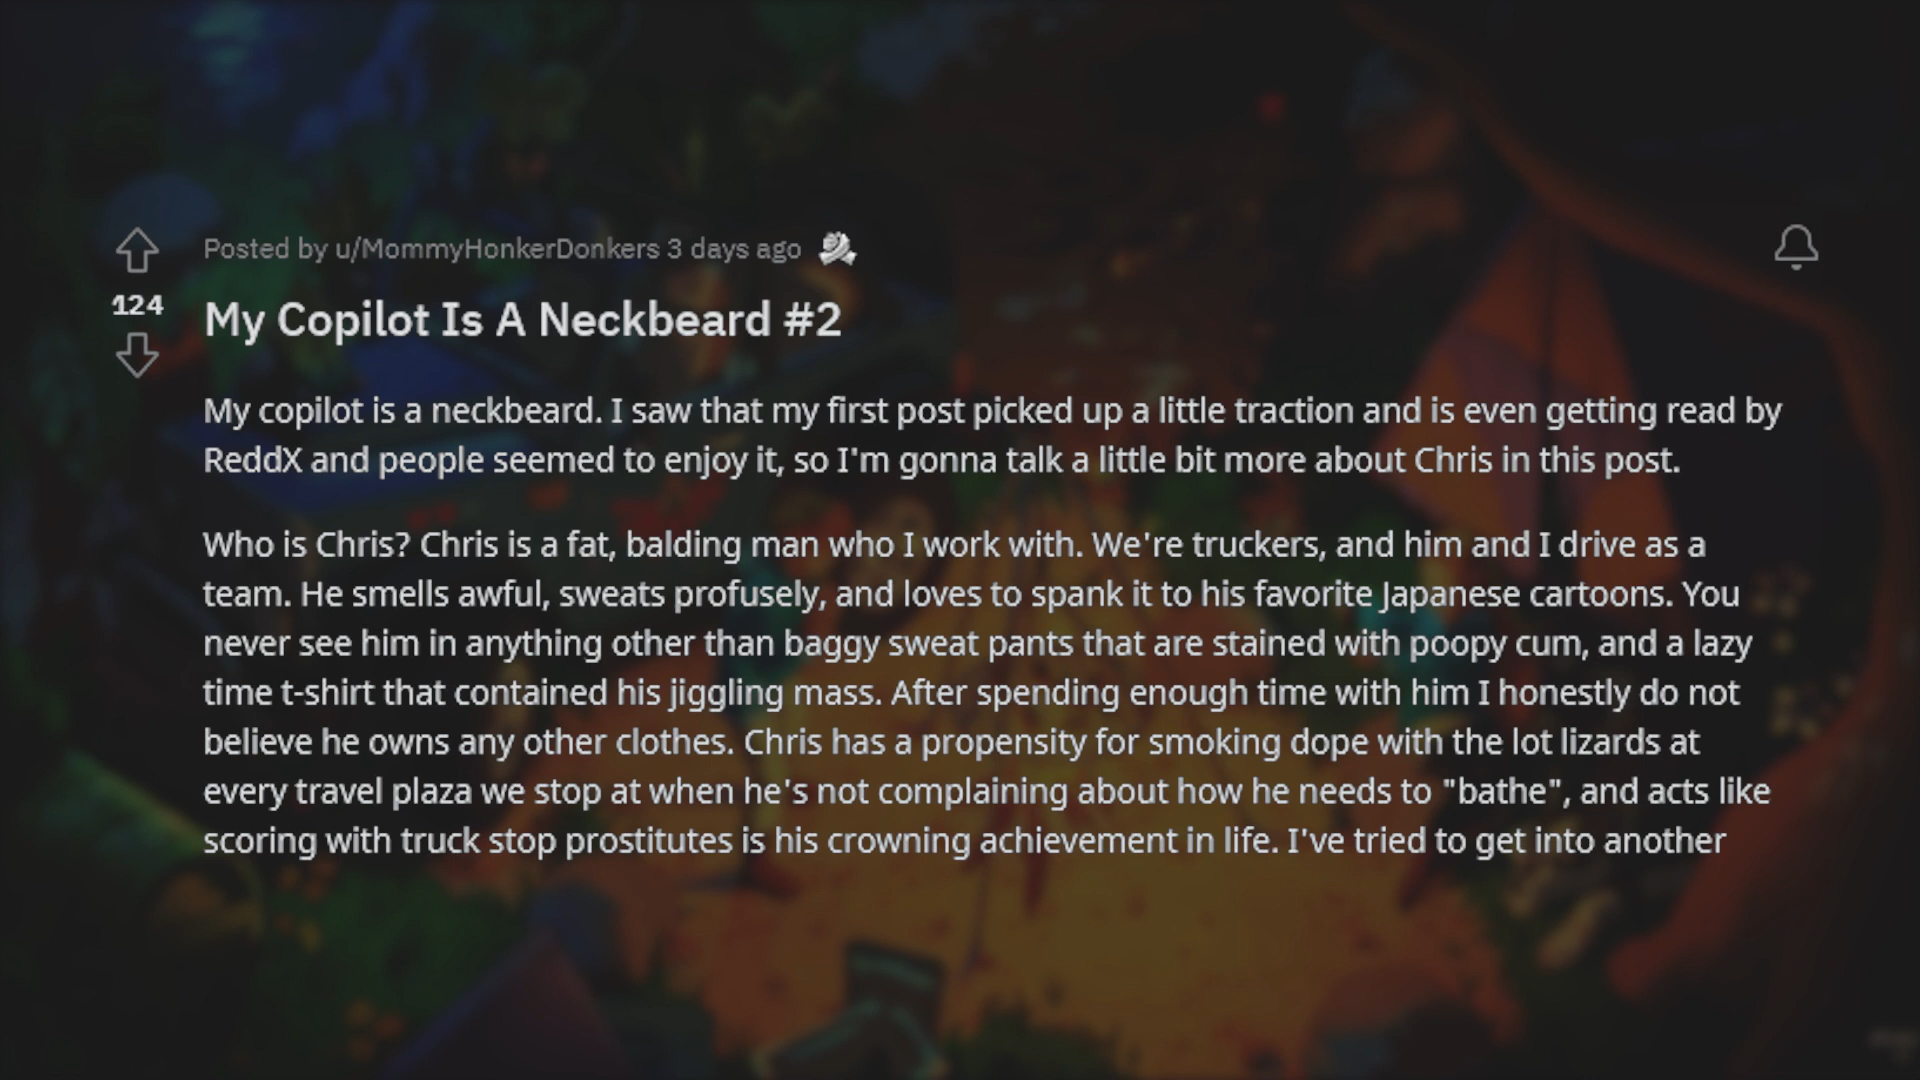 Posted by u/MommyHonkerDonkers 3 days ago
124
My Copilot Is A Neckbeard #2
My copilot is a neckbeard. I saw that my first post picked up a little traction and is even getting read by
ReddX and people seemed to enjoy it, so I'm gonna talk a little bit more about Chris in this post.
Who is Chris? Chris is a fat, balding man who I work with. We're truckers, and him and I drive as a
team. He smells awful, sweats profusely, and loves to spank it to his favorite Japanese cartoons. You
never see him in anything other than baggy sweat pants that are stained with poopy cum, and a lazy
time t-shirt that contained his jiggling mass. After spending enough time with him I honestly do not
believe he owns any other clothes. Chris has a propensity for smoking dope with the lot lizards at
every travel plaza we stop at when he's not complaining about how he needs to "bathe", and acts like
scoring with truck stop prostitutes is his crowning achievement in life. I've tried to get into another